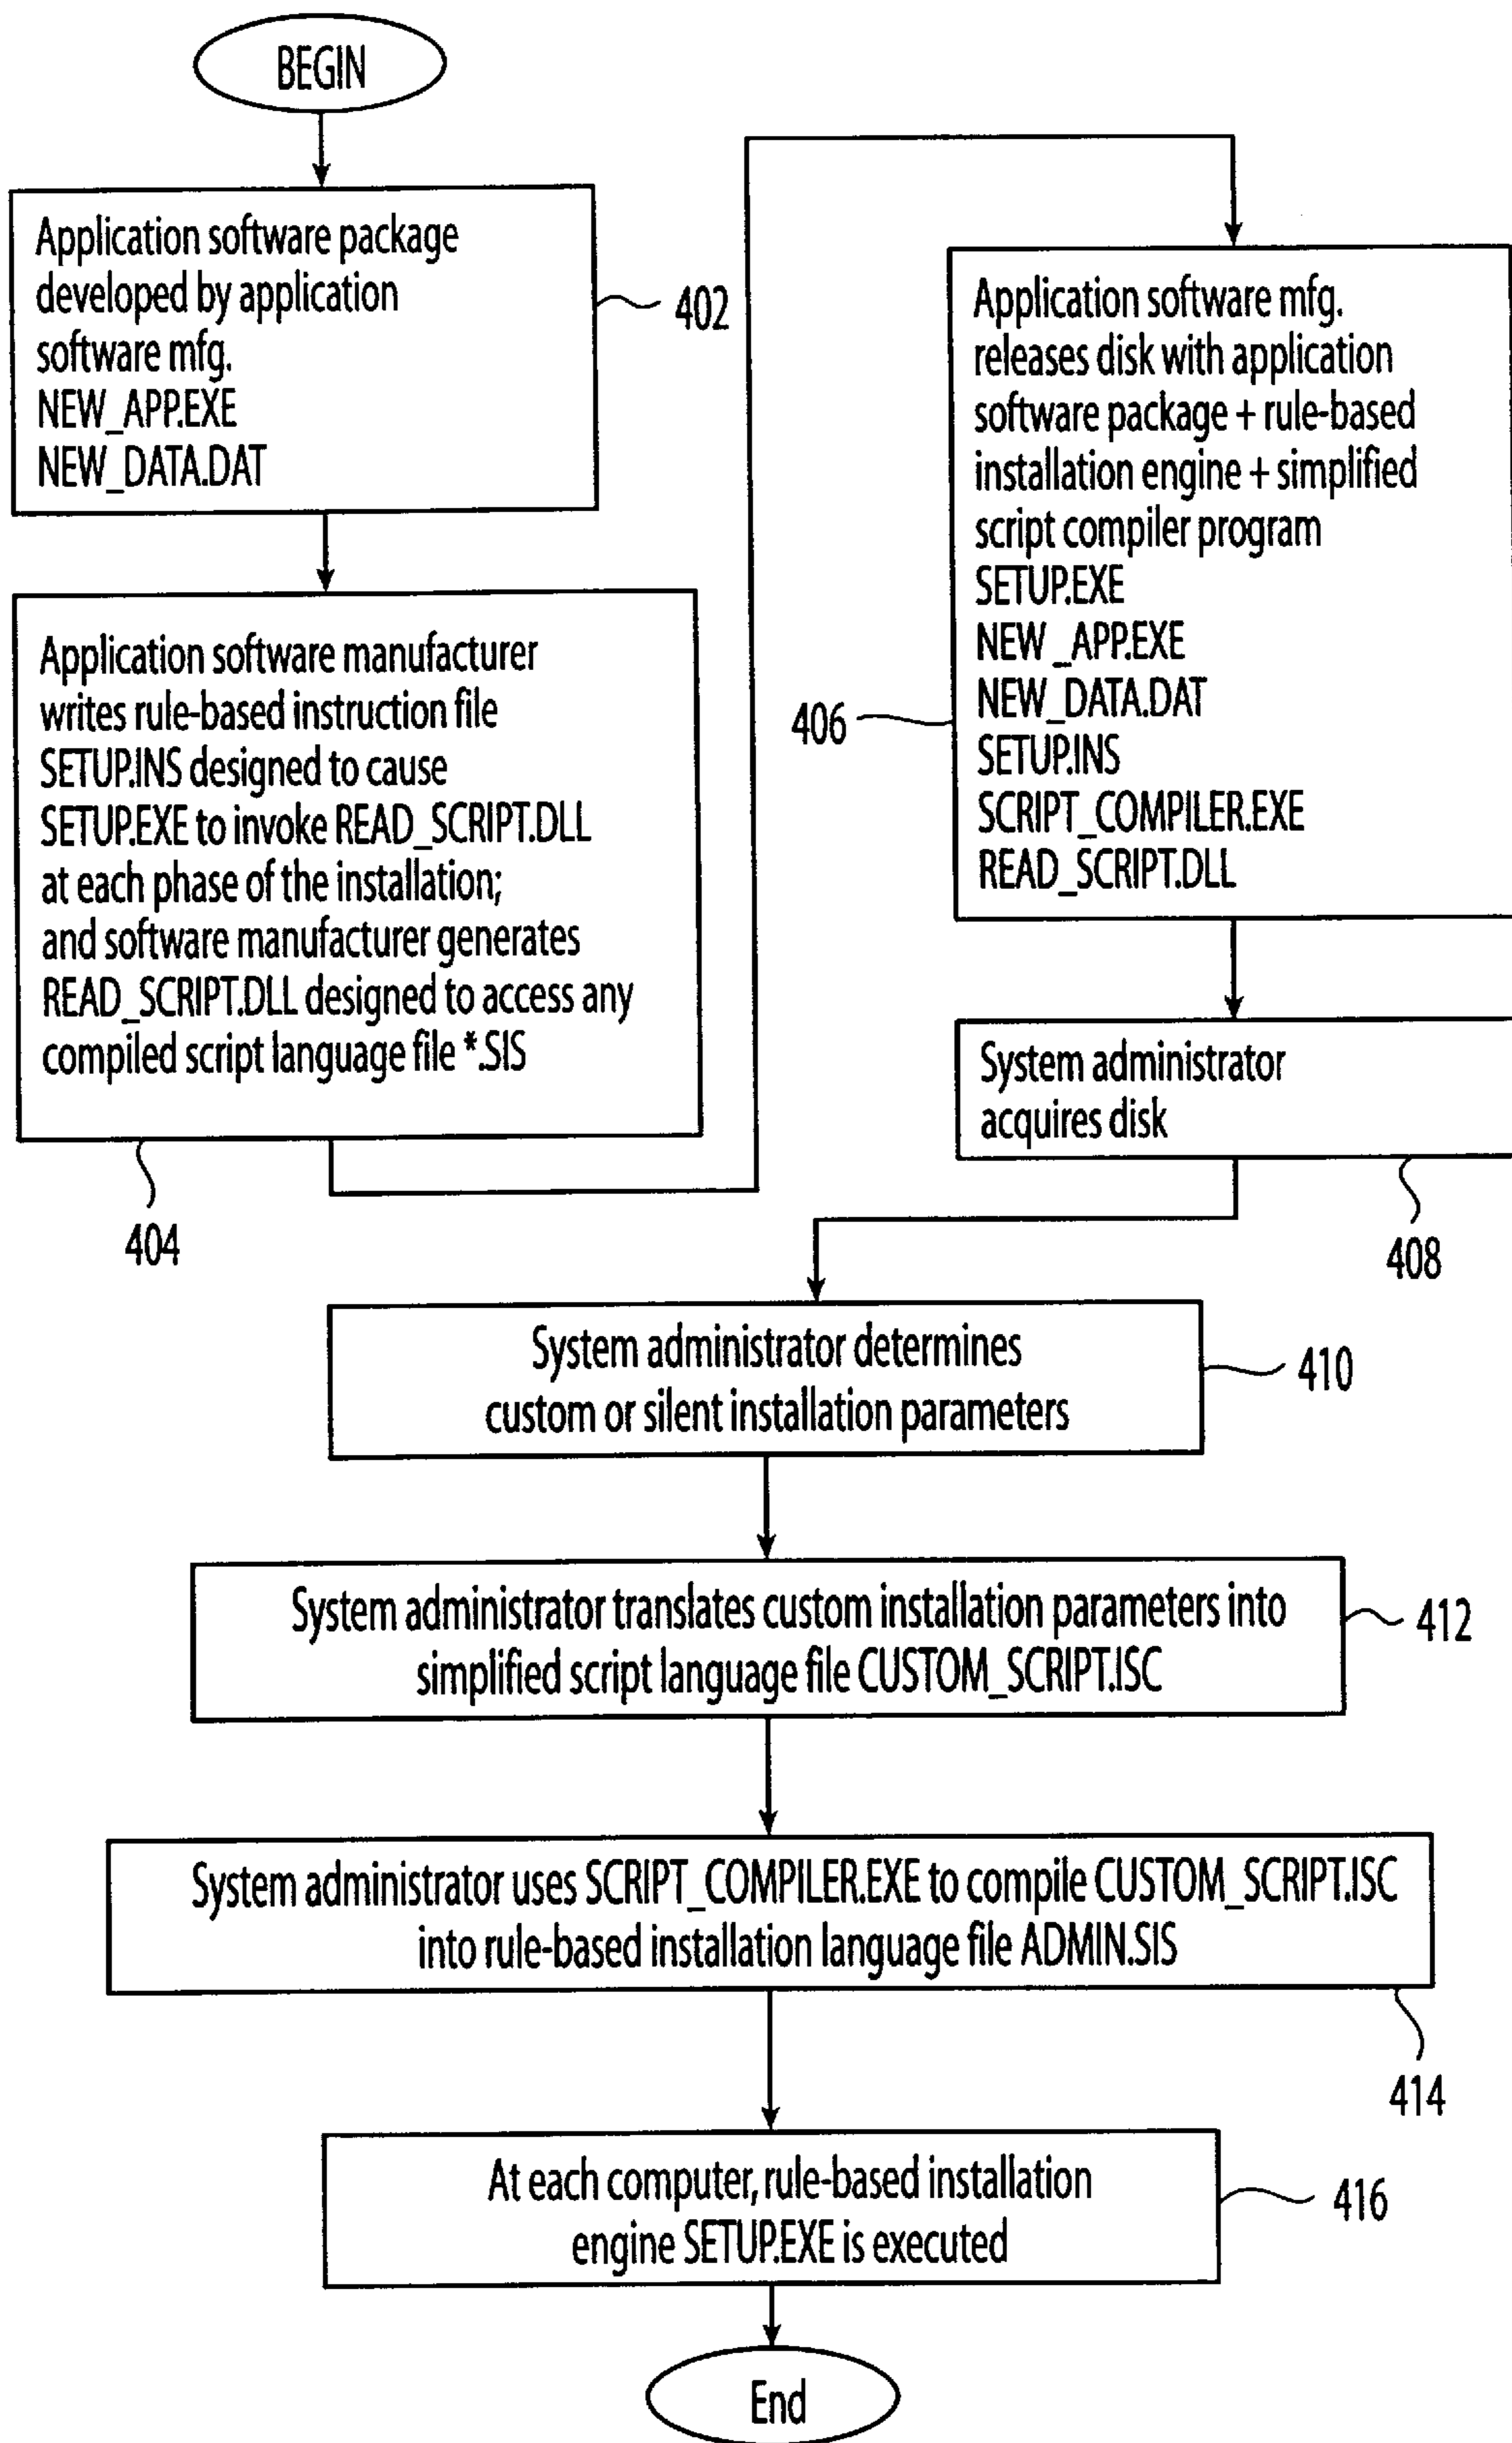 BEGIN
Application software package
developed by application
software mfg.
NEW_APP.EXE
NEW_DATA.DAT
402
Application software manufacturer
writes rule-based instruction file
SETUP.INS designed to cause
SETUP.EXE to invoke READ_SCRIPT.DLL
at each phase of the installation;
and software manufacturer generates
READ_SCRIPT.DLL designed to access any
compiled script language file *.SIS
404
Application software mfg.
releases disk with application
software package + rule-based
installation engine + simplified
script compiler program
SETUP.EXE
NEW _APP.EXE
NEW_DATA.DAT
SETUP.INS
SCRIPT_COMPILER.EXE
READ_SCRIPT.DLL
406
System administrator
acquires disk
408
System administrator determines
custom or silent installation parameters
410
System administrator translates custom installation parameters into
simplified script language file CUSTOM_SCRIPT.ISC
412
System administrator uses SCRIPT_COMPILER.EXE to compile CUSTOM_SCRIPT.ISC
into rule-based installation language file ADMIN.SIS
414
At each computer, rule-based installation
engine SETUP.EXE is executed
416
End